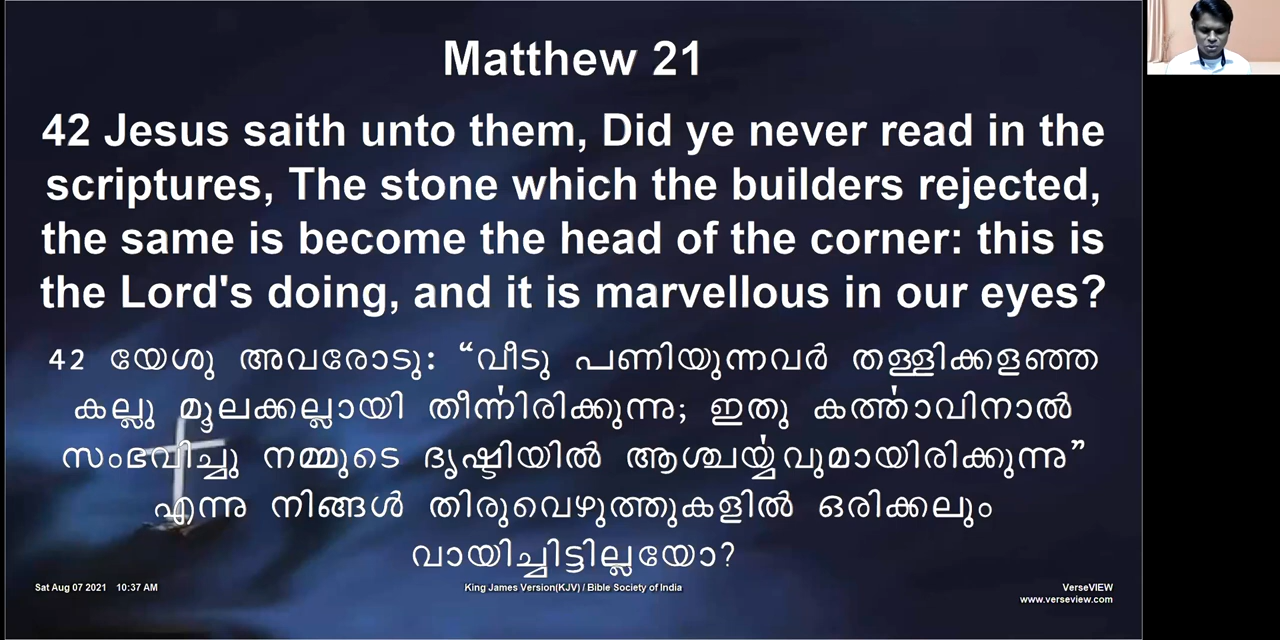 Matthew 21
42 Jesus saith unto them, Did ye never read in the
scriptures, The stone which the builders rejected,
the same is become the head of the corner: this is
the Lord's doing, and it is marvellous in our eyes?
42 യേശു അവരോടു: “വീടു പണിയുന്നവർ തള്ളിക്കളഞ്ഞ
കല്ലു മൂലക്കല്ലായി തീൎന്നിരിക്കുന്നു; ഇതു കൎത്താവിനാൽ
സംഭവിച്ചു നമ്മുടെ ദൃഷ്ടിയിൽ ആശ്ചൎയ്യവുമായിരിക്കുന്നു”
എന്നു നിങ്ങൾ തിരുവെഴുത്തുകളിൽ ഒരിക്കലും
വായിച്ചിട്ടില്ലയോ?
Sat Aug 07 2021 10:37 AM
King James Version(KJV) / Bible Society of India
VerseVIEW
www.verseview.com